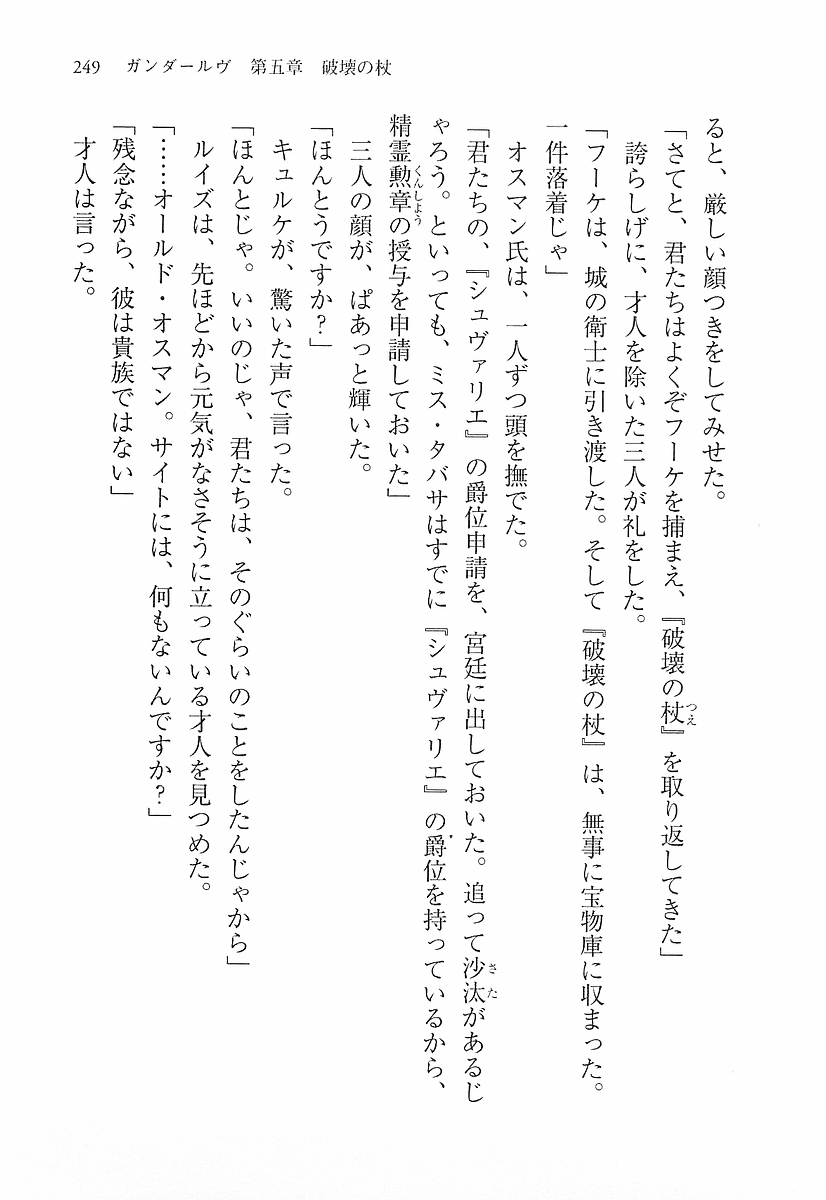 249　ガンダールヴ　第五章　破壊の杖
ると、厳しい顔つきをしてみせた。
「さてと、君たちはよくぞフーケを捕まえ、『破壊の杖』を取り返してきた」
誇らしげに、才人を除いた三人が礼をした。
「フーケは、城の衛士に引き渡した。そして『破壊の杖』は、無事に宝物庫に収まった。
一件落着じゃ」
オスマン氏は、一人ずつ頭を撫でた。
「君たちの、『シュヴァリエ』の爵位申請を、宮廷に出しておいた。追って沙汰があるじ
ゃろう。といっても、ミス・タバサはすでに『シュヴァリエ』の爵位を持っているから、
精霊勲章の授与を申請しておいた」
三人の顔が、ぱあっと輝いた。
「ほんとうですか？」
キュルケが、驚いた声で言った。
「ほんとじゃ。いいのじゃ、君たちは、そのぐらいのことをしたんじゃから」
ルイズは、先ほどから元気がなさそうに立っている才人を見つめた。
「……オールド・オスマン。サイトには、何もないんですか？」
「残念ながら、彼は貴族ではない」
才人は言った。